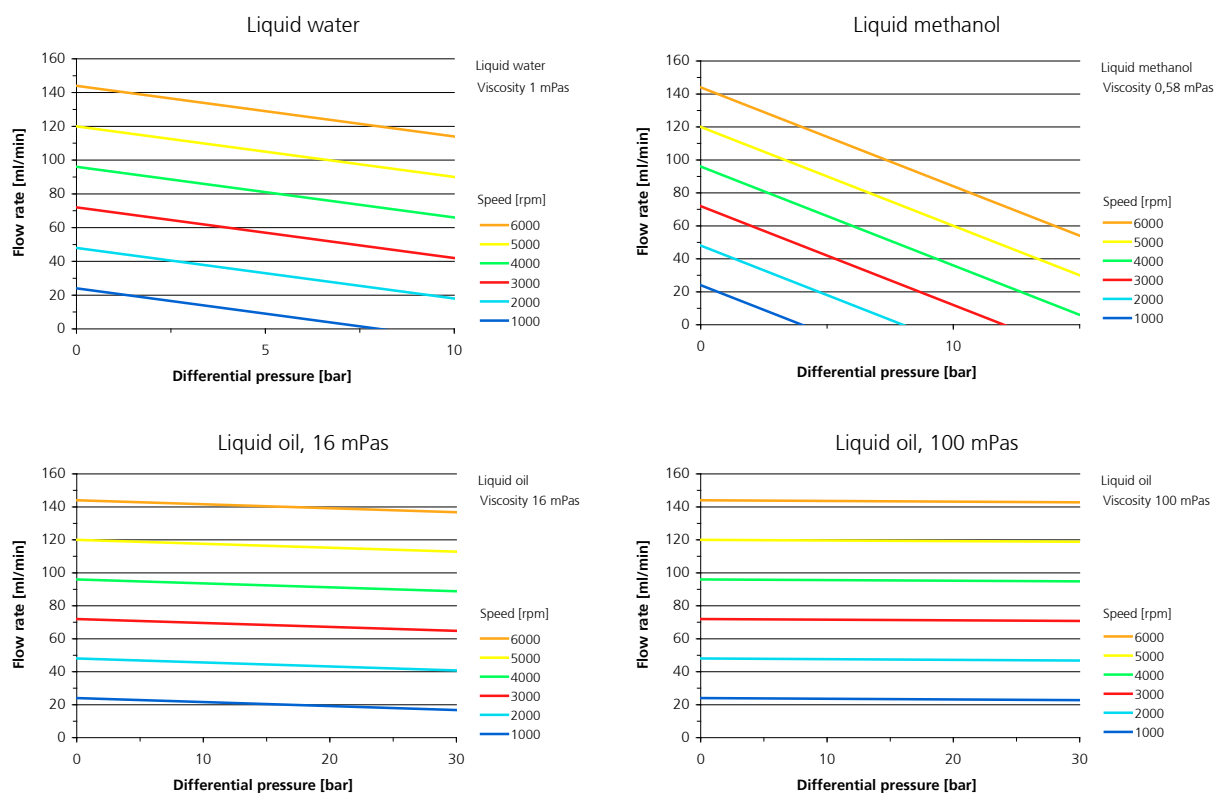 Liquid water
Liquid water
Viscosity 1 mPas
Flow rate [ml/min]
160
140
120
100
80
60
40
20
0
0 5 10
Differential pressure [bar]
Speed [rpm]
6000
5000
4000
3000
2000
1000
Liquid methanol
Liquid methanol
Viscosity 0,58 mPas
Flow rate [ml/min]
160
140
120
100
80
60
40
20
0
0 10
Differential pressure [bar]
Speed [rpm]
6000
5000
4000
3000
2000
1000
Liquid oil, 16 mPas
Liquid oil
Viscosity 16 mPas
Flow rate [ml/min]
160
140
120
100
80
60
40
20
0
0 10 20 30
Differential pressure [bar]
Speed [rpm]
6000
5000
4000
3000
2000
1000
Liquid oil, 100 mPas
Liquid oil
Viscosity 100 mPas
Flow rate [ml/min]
160
140
120
100
80
60
40
20
0
0 10 20 30
Differential pressure [bar]
Speed [rpm]
6000
5000
4000
3000
2000
1000